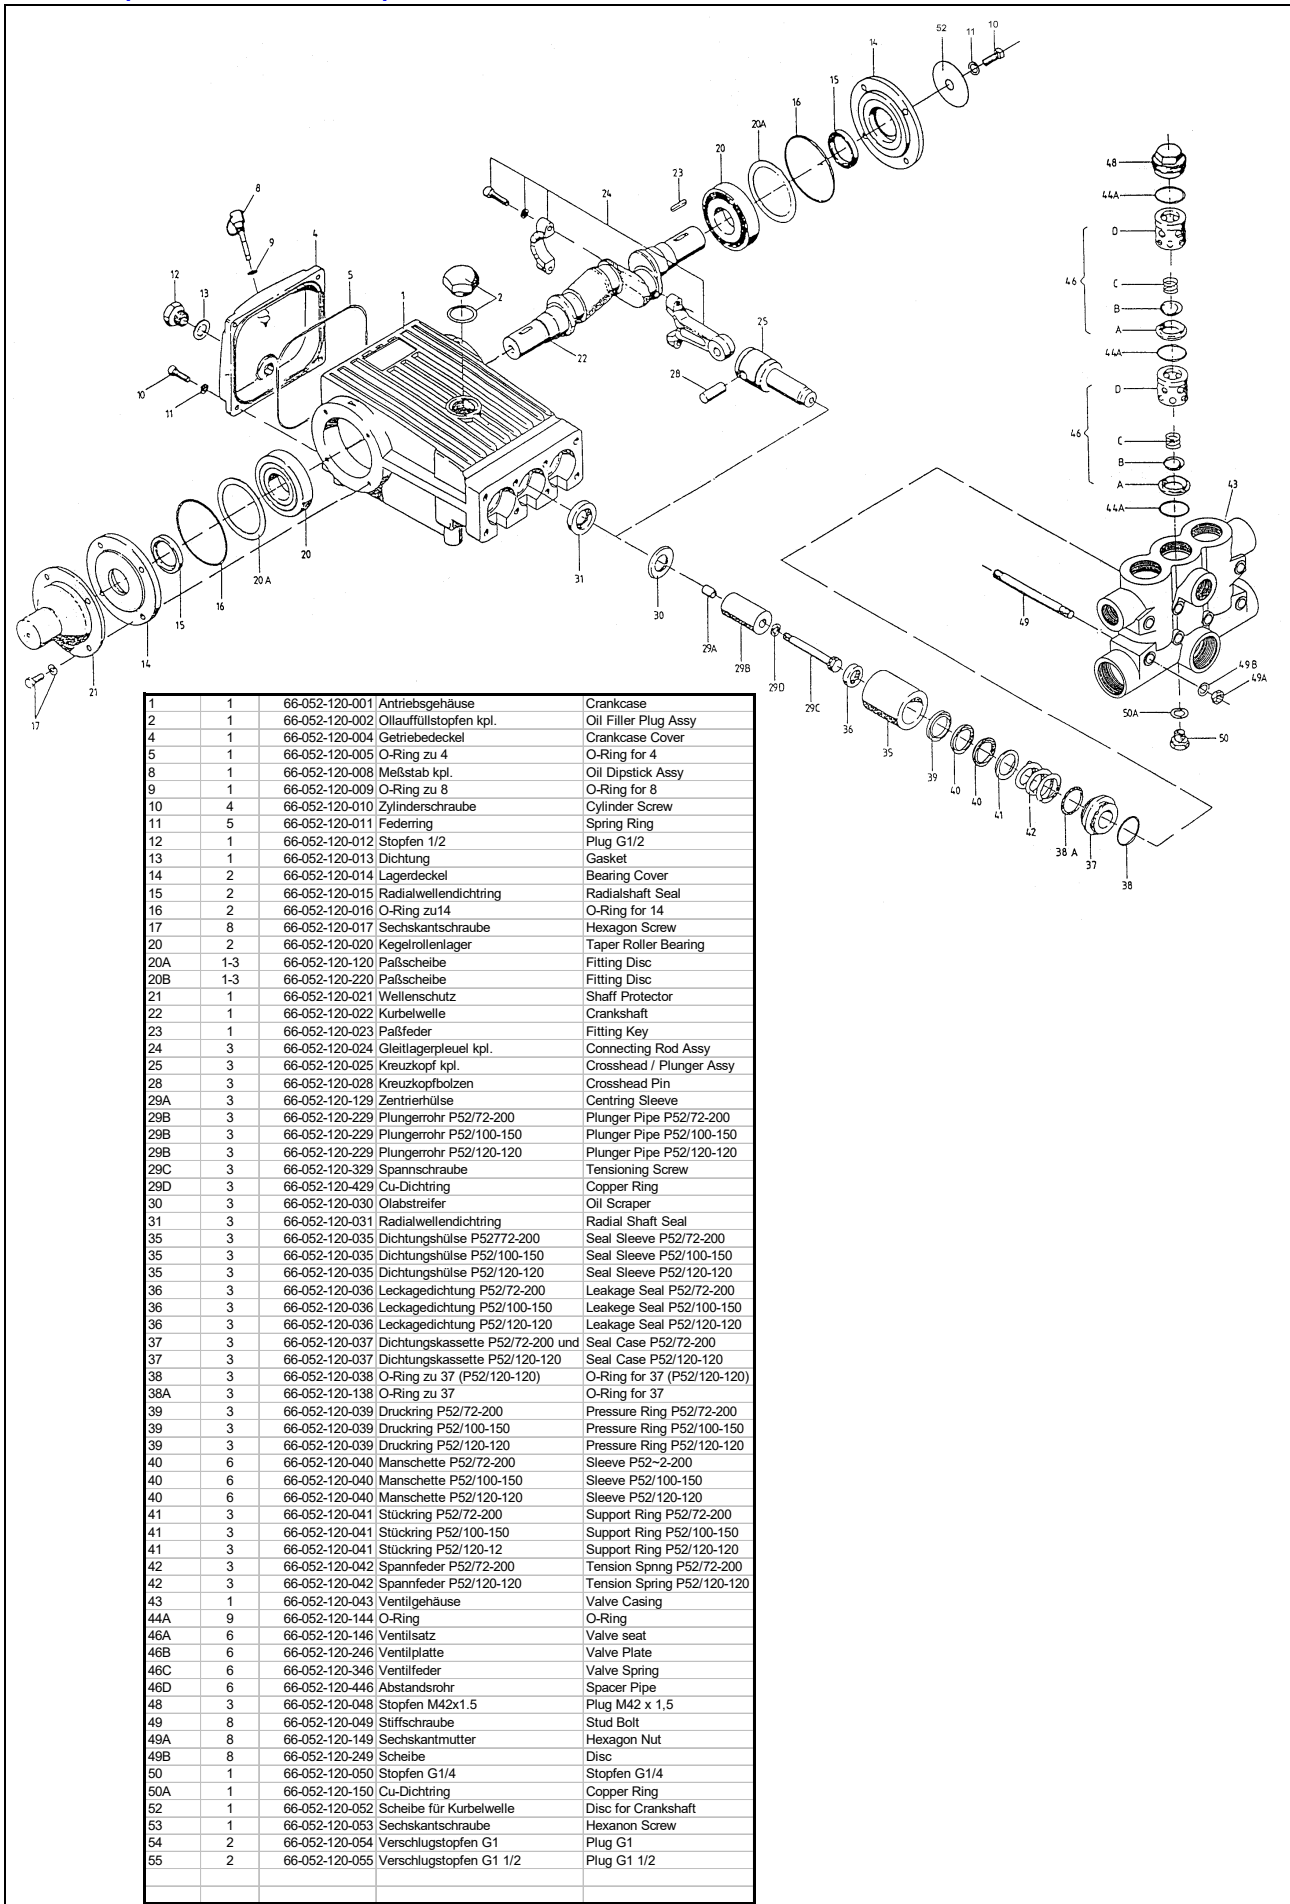 52
11
10
14
15
16
20A
20
23
24
8
4
9
5
12
13
1
2
22
25
28
10
11
48
44A
D
C
46
B
A
44A
D
C
46
B
A
44A
43
49
49B
49A
50A
50
31
30
29A
29B
29D
29C
36
35
39
40
40
41
42
38 A
37
38
20
20 A
16
15
14
21
17
1 1 66-052-120-001 Antriebsgehäuse Crankcase
2 1 66-052-120-002 Ollauffüllstopfen kpl. Oil Filler Plug Assy
4 1 66-052-120-004 Getriebedeckel Crankcase Cover
5 1 66-052-120-005 O-Ring zu 4 O-Ring for 4
8 1 66-052-120-008 Meßstab kpl. Oil Dipstick Assy
9 1 66-052-120-009 O-Ring zu 8 O-Ring for 8
10 4 66-052-120-010 Zylinderschraube Cylinder Screw
11 5 66-052-120-011 Federring Spring Ring
12 1 66-052-120-012 Stopfen 1/2 Plug G1/2
13 1 66-052-120-013 Dichtung Gasket
14 2 66-052-120-014 Lagerdeckel Bearing Cover
15 2 66-052-120-015 Radialwellendichtring Radialshaft Seal
16 2 66-052-120-016 O-Ring zu14 O-Ring for 14
17 8 66-052-120-017 Sechskantschraube Hexagon Screw
20 2 66-052-120-020 Kegelrollenlager Taper Roller Bearing
20A 1-3 66-052-120-120 Paßscheibe Fitting Disc
20B 1-3 66-052-120-220 Paßscheibe Fitting Disc
21 1 66-052-120-021 Wellenschutz Shaff Protector
22 1 66-052-120-022 Kurbelwelle Crankshaft
23 1 66-052-120-023 Paßfeder Fitting Key
24 3 66-052-120-024 Gleitlagerpleuel kpl. Connecting Rod Assy
25 3 66-052-120-025 Kreuzkopf kpl. Crosshead / Plunger Assy
28 3 66-052-120-028 Kreuzkopfbolzen Crosshead Pin
29A 3 66-052-120-129 Zentrierhülse Centring Sleeve
29B 3 66-052-120-229 Plungerrohr P52/72-200 Plunger Pipe P52/72-200
29B 3 66-052-120-229 Plungerrohr P52/100-150 Plunger Pipe P52/100-150
29B 3 66-052-120-229 Plungerrohr P52/120-120 Plunger Pipe P52/120-120
29C 3 66-052-120-329 Spannschraube Tensioning Screw
29D 3 66-052-120-429 Cu-Dichtring Copper Ring
30 3 66-052-120-030 Olabstreifer Oil Scraper
31 3 66-052-120-031 Radialwellendichtring Radial Shaft Seal
35 3 66-052-120-035 Dichtungshülse P52772-200 Seal Sleeve P52/72-200
35 3 66-052-120-035 Dichtungshülse P52/100-150 Seal Sleeve P52/100-150
35 3 66-052-120-035 Dichtungshülse P52/120-120 Seal Sleeve P52/120-120
36 3 66-052-120-036 Leckagedichtung P52/72-200 Leakage Seal P52/72-200
36 3 66-052-120-036 Leckagedichtung P52/100-150 Leakege Seal P52/100-150
36 3 66-052-120-036 Leckagedichtung P52/120-120 Leakage Seal P52/120-120
37 3 66-052-120-037 Dichtungskassette P52/72-200 und Seal Case P52/72-200
37 3 66-052-120-037 Dichtungskassette P52/120-120 Seal Case P52/120-120
38 3 66-052-120-038 O-Ring zu 37 (P52/120-120) O-Ring for 37 (P52/120-120)
38A 3 66-052-120-138 O-Ring zu 37 O-Ring for 37
39 3 66-052-120-039 Druckring P52/72-200 Pressure Ring P52/72-200
39 3 66-052-120-039 Druckring P52/100-150 Pressure Ring P52/100-150
39 3 66-052-120-039 Druckring P52/120-120 Pressure Ring P52/120-120
40 6 66-052-120-040 Manschette P52/72-200 Sleeve P52~2-200
40 6 66-052-120-040 Manschette P52/100-150 Sleeve P52/100-150
40 6 66-052-120-040 Manschette P52/120-120 Sleeve P52/120-120
41 3 66-052-120-041 Stückring P52/72-200 Support Ring P52/72-200
41 3 66-052-120-041 Stückring P52/100-150 Support Ring P52/100-150
41 3 66-052-120-041 Stückring P52/120-12 Support Ring P52/120-120
42 3 66-052-120-042 Spannfeder P52/72-200 Tension Spnng P52/72-200
42 3 66-052-120-042 Spannfeder P52/120-120 Tension Spring P52/120-120
43 1 66-052-120-043 Ventilgehäuse Valve Casing
44A 9 66-052-120-144 O-Ring O-Ring
46A 6 66-052-120-146 Ventilsatz Valve seat
46B 6 66-052-120-246 Ventilplatte Valve Plate
46C 6 66-052-120-346 Ventilfeder Valve Spring
46D 6 66-052-120-446 Abstandsrohr Spacer Pipe
48 3 66-052-120-048 Stopfen M42x1.5 Plug M42 x 1,5
49 8 66-052-120-049 Stiffschraube Stud Bolt
49A 8 66-052-120-149 Sechskantmutter Hexagon Nut
49B 8 66-052-120-249 Scheibe Disc
50 1 66-052-120-050 Stopfen G1/4 Stopfen G1/4
50A 1 66-052-120-150 Cu-Dichtring Copper Ring
52 1 66-052-120-052 Scheibe für Kurbelwelle Disc for Crankshaft
53 1 66-052-120-053 Sechskantschraube Hexanon Screw
54 2 66-052-120-054 Verschlugstopfen G1 Plug G1
55 2 66-052-120-055 Verschlugstopfen G1 1/2 Plug G1 1/2